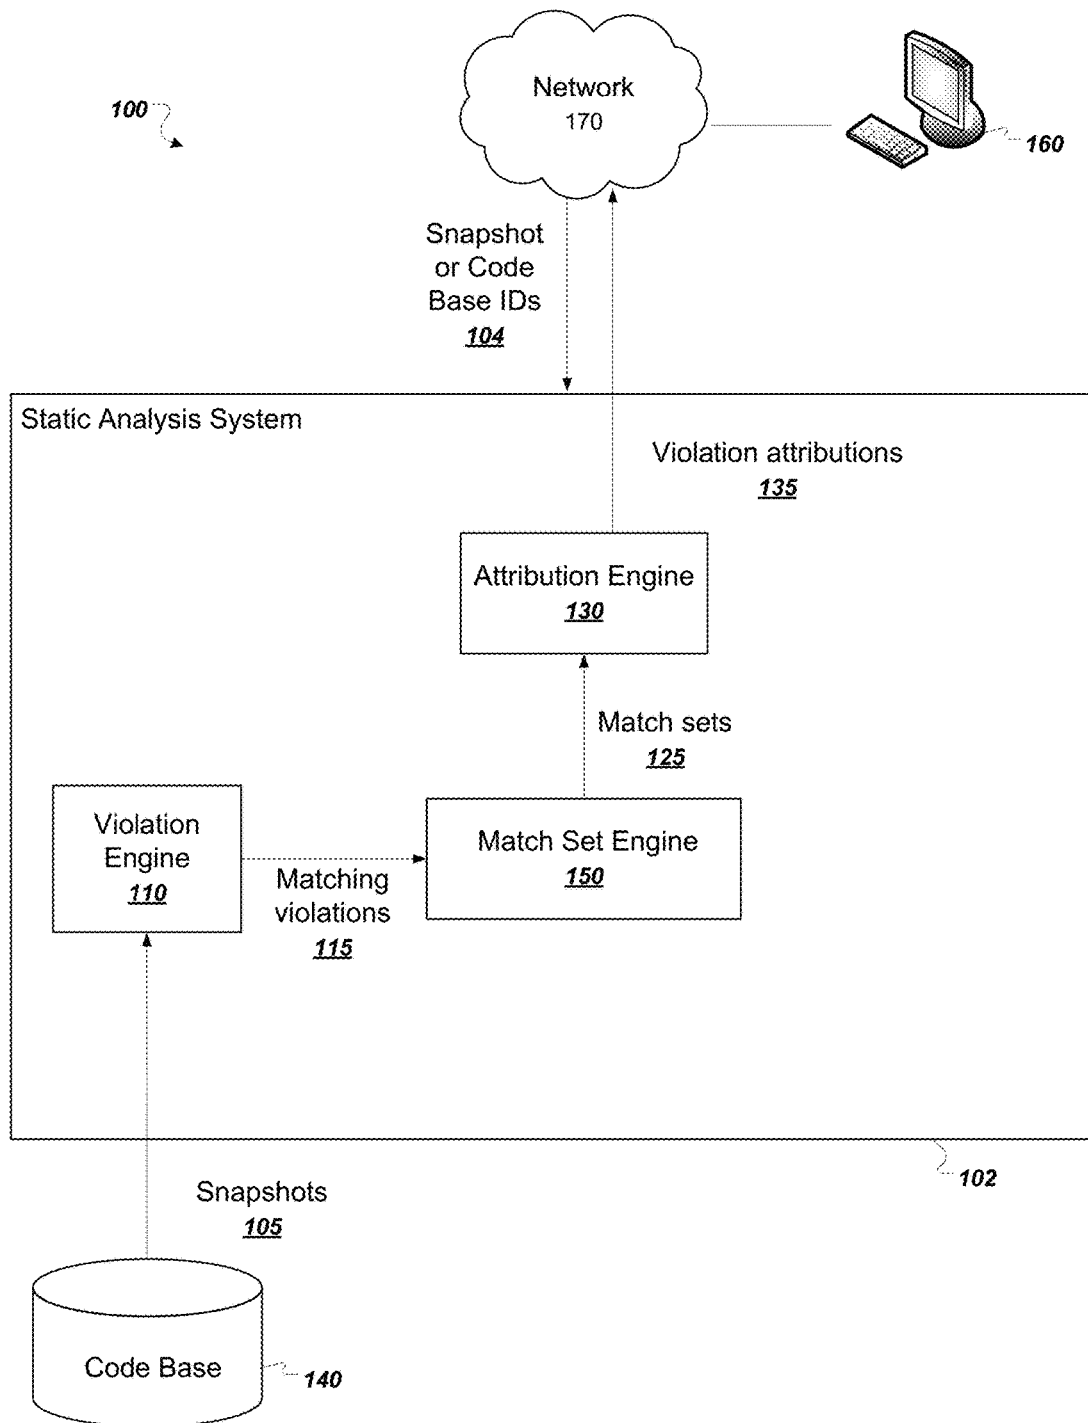 Network
170
100
160
Snapshot
or Code
Base IDs
104
Static Analysis System
Violation attributions
135
Attribution Engine
130
Match sets
125
Violation
Engine
110
Match Set Engine
150
Matching
violations
115
102
Snapshots
105
Code Base
140